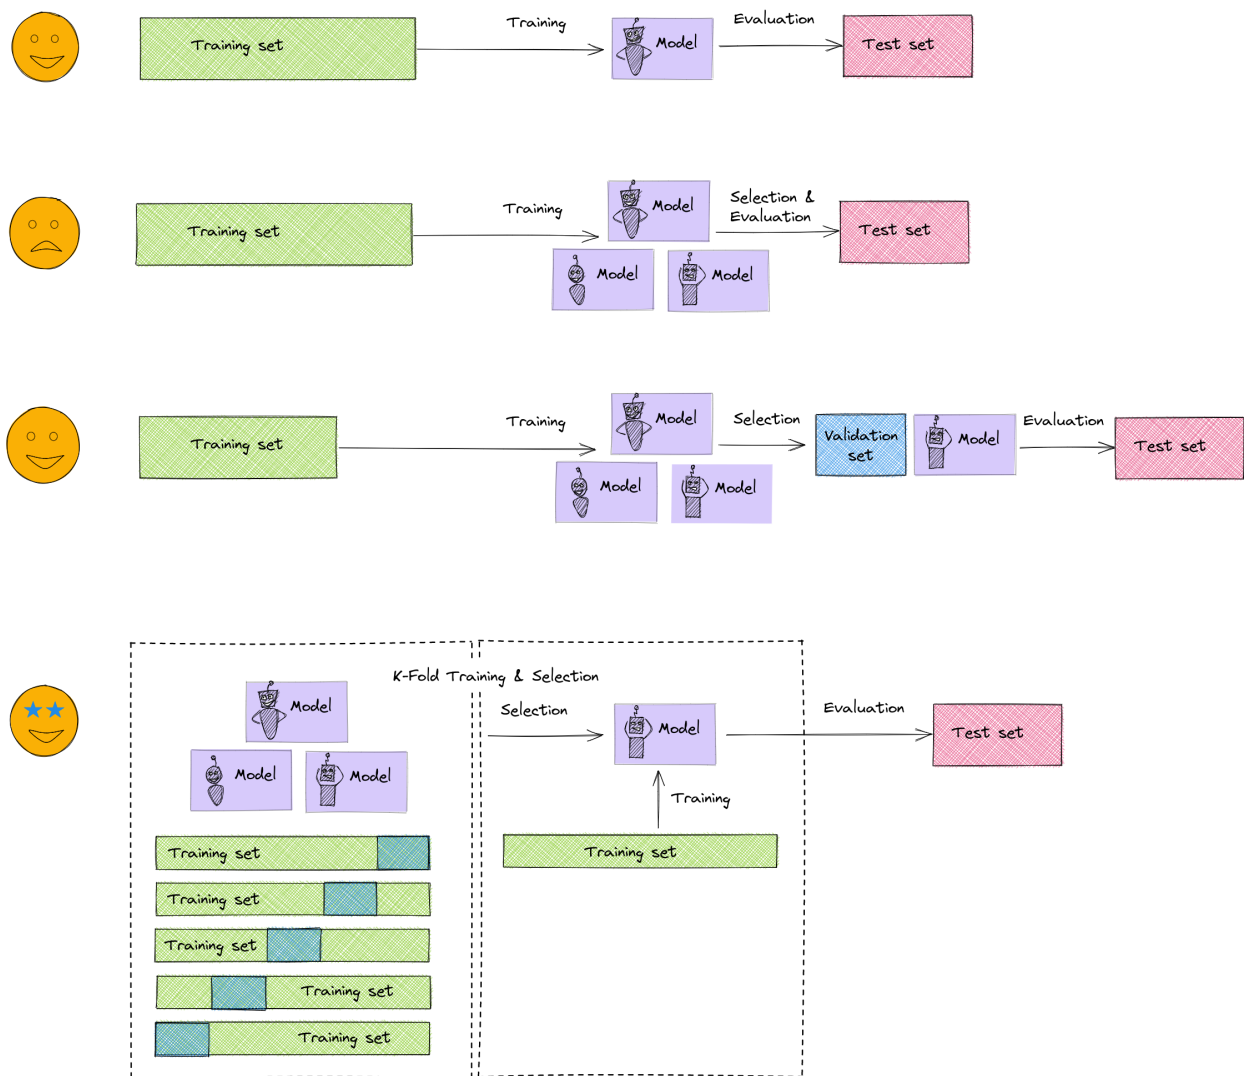 Training set
Training
Model
Evaluation
Test set
Training set
Training
Model
Model
Model
Selection &
Evaluation
Test set
Training set
Training
Model
Model
Model
Selection
Validation
set
Model
Evaluation
Test set
K-Fold Training & Selection
Model
Model
Model
Training set
Training set
Training set
Training set
Training set
Selection
Model
Training
Training set
Evaluation
Test set